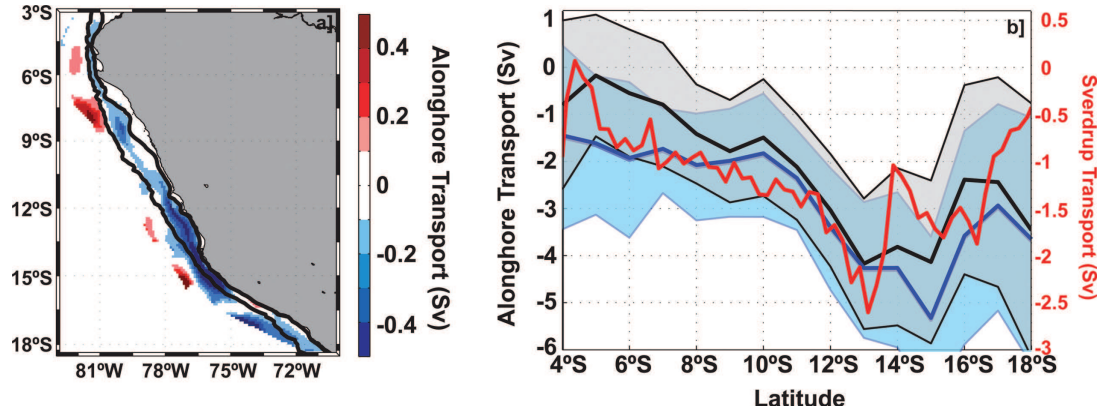 a]
3ºS
6ºS
9ºS
12ºS
15ºS
18ºS
81ºW
78ºW
75ºW
72ºW
0.4
0.2
0
-0.2
-0.4
Alonghore Transport (Sv)
b]
Alonghore Transport (Sv)
1
0
-1
-2
-3
-4
-5
-6
4ºS
6ºS
8ºS
10ºS
12ºS
14ºS
16ºS
18ºS
Latitude
0.5
0
-0.5
-1
-1.5
-2
-2.5
-3
Sverdrup Transport (Sv)